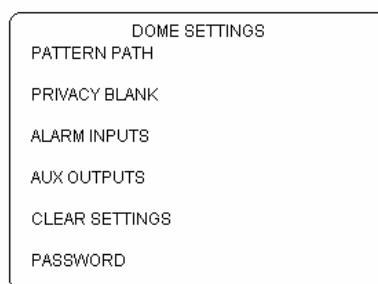 DOME SETTINGS
PATTERN PATH
PRIVACY BLANK
ALARM INPUTS
AUX OUTPUTS
CLEAR SETTINGS
PASSWORD